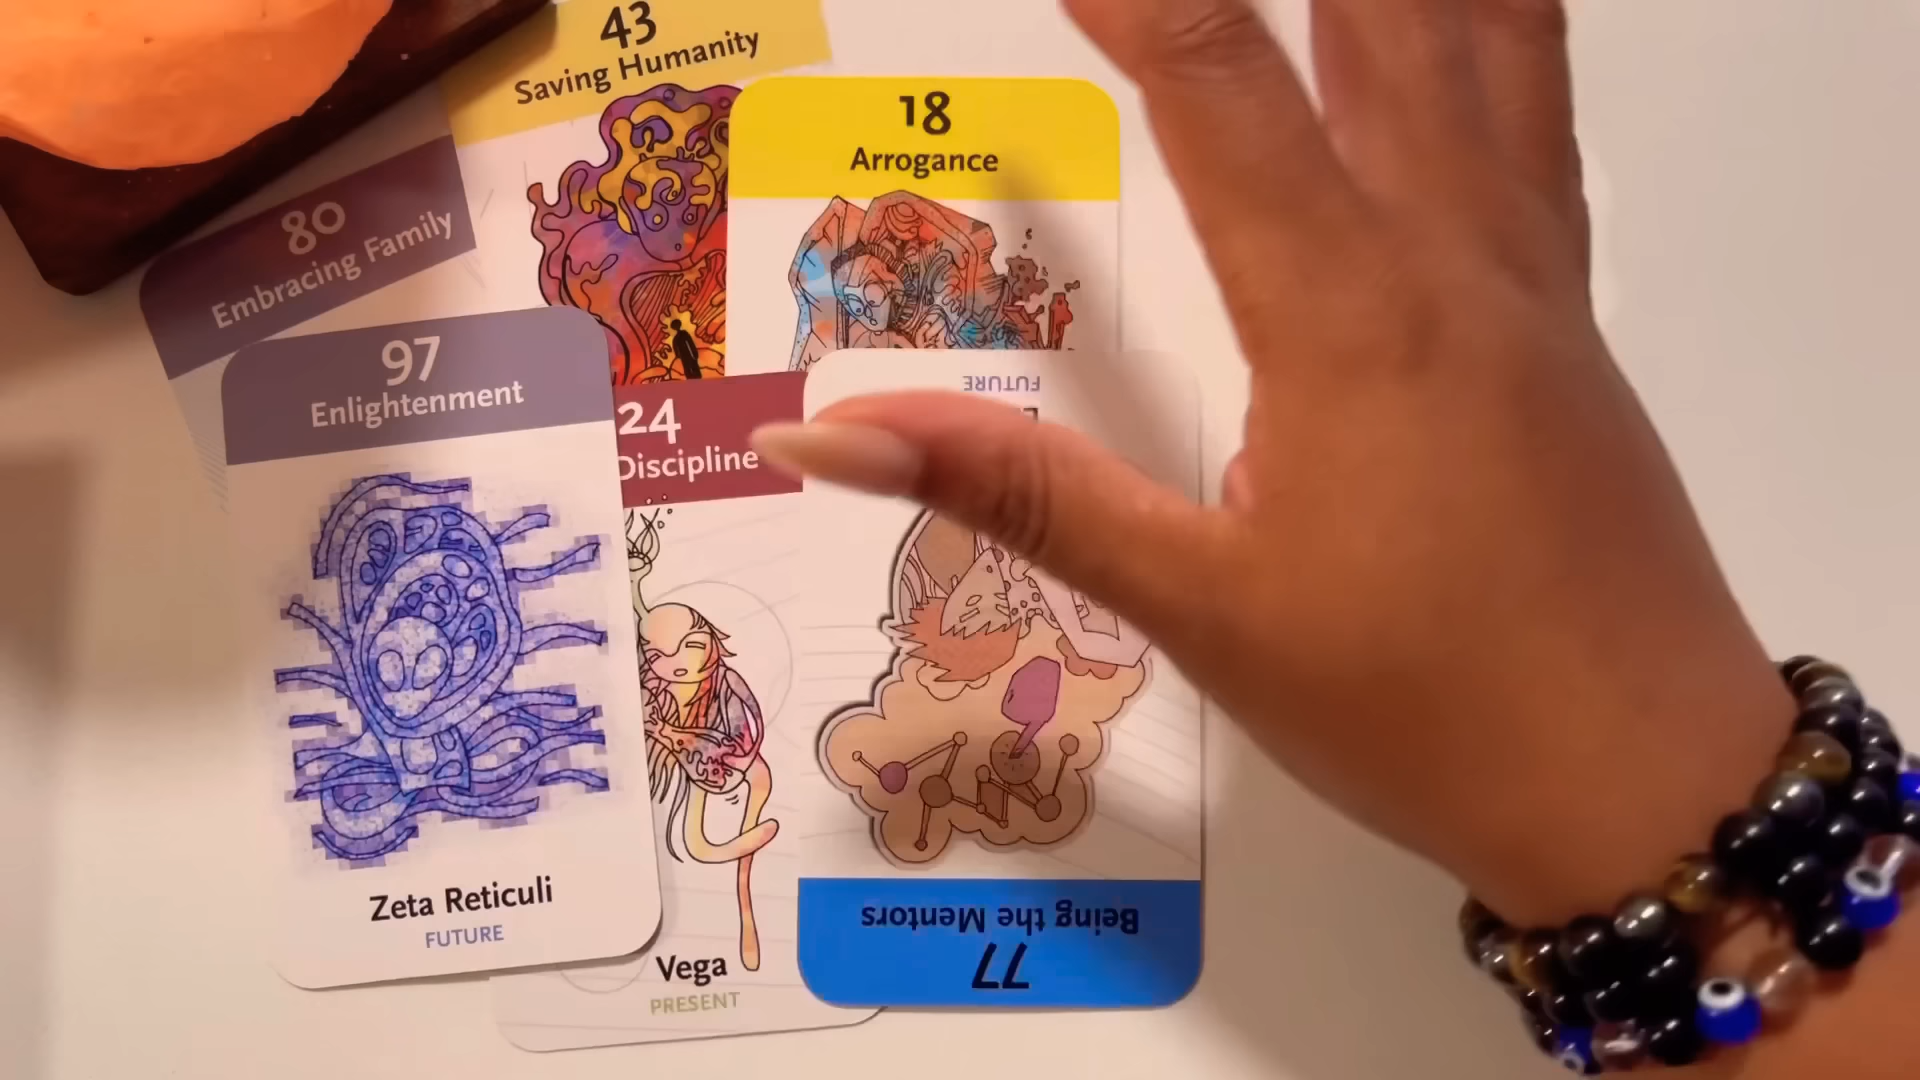 43
Saving Humanity
18
Arrogance
80
Embracing Family
97
Enlightenment
24
Discipline
FUTURE
Zeta Reticuli
FUTURE
Vega
PRESENT
Being the Mentors
77